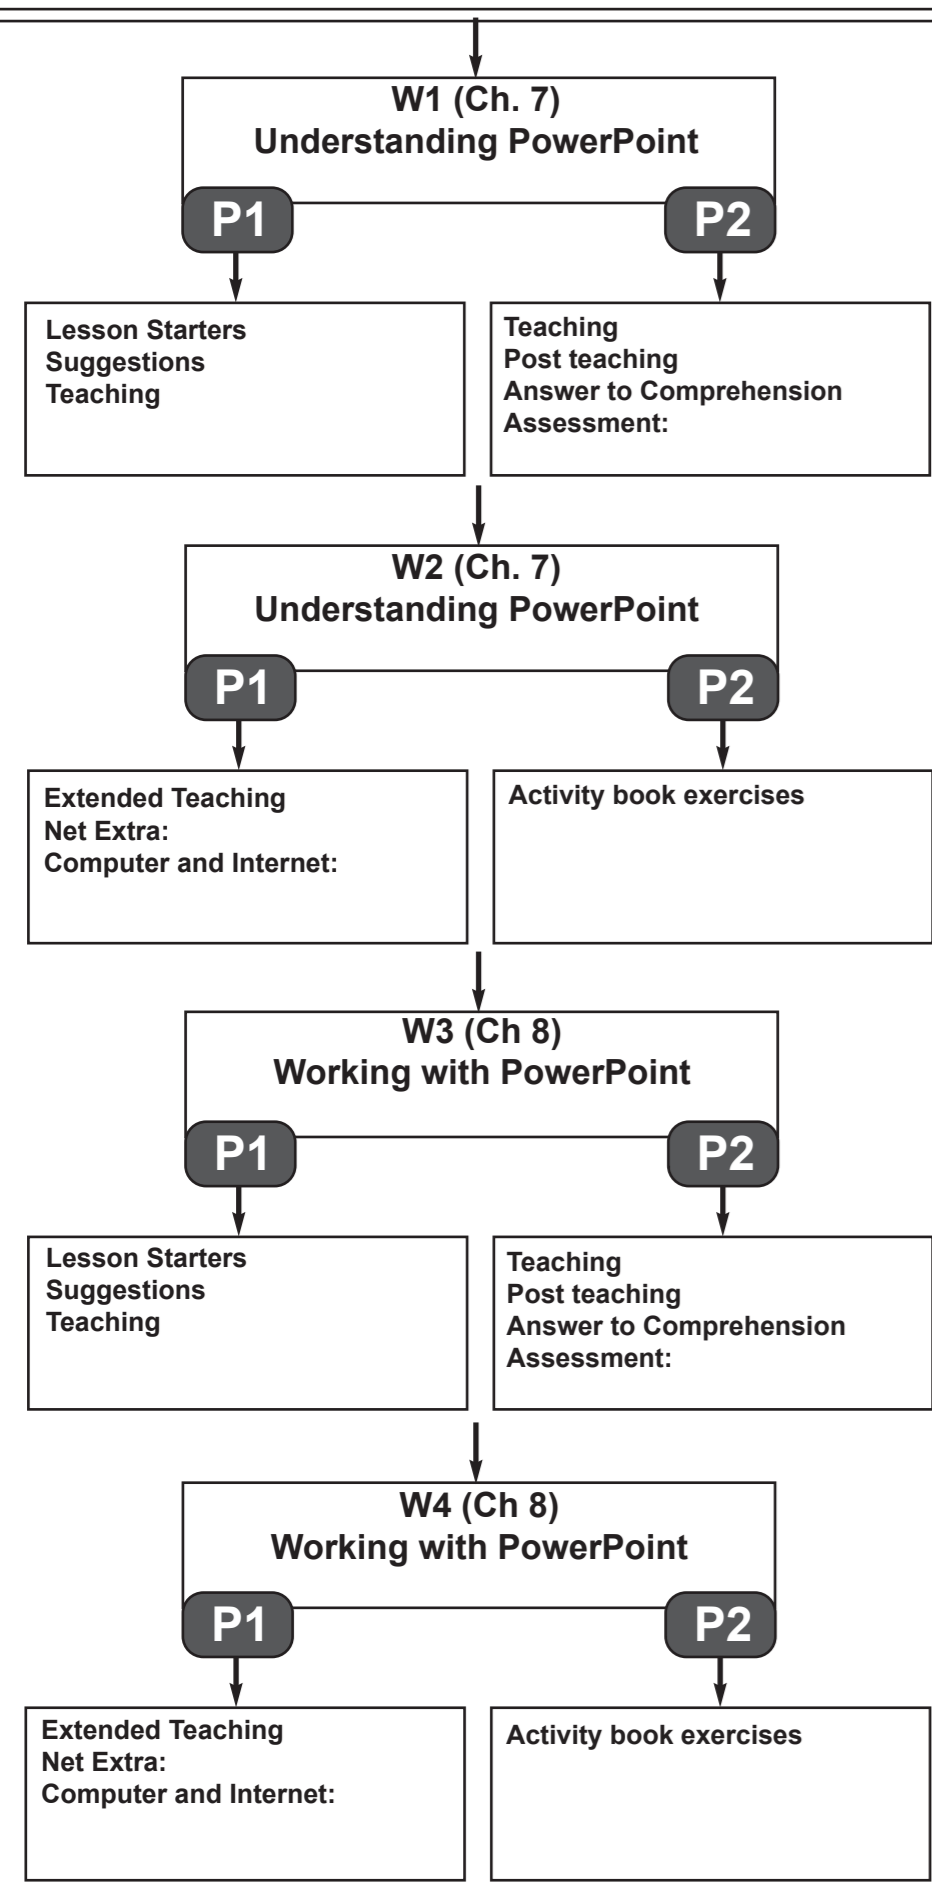 W1 (Ch. 7)
Understanding PowerPoint
P1
P2
Lesson Starters
Suggestions
Teaching
Teaching
Post teaching
Answer to Comprehension
Assessment:
W2 (Ch. 7)
Understanding PowerPoint
P1
P2
Extended Teaching
Net Extra:
Computer and Internet:
Activity book exercises
W3 (Ch 8)
Working with PowerPoint
P1
P2
Lesson Starters
Suggestions
Teaching
Teaching
Post teaching
Answer to Comprehension
Assessment:
W4 (Ch 8)
Working with PowerPoint
P1
P2
Extended Teaching
Net Extra:
Computer and Internet:
Activity book exercises